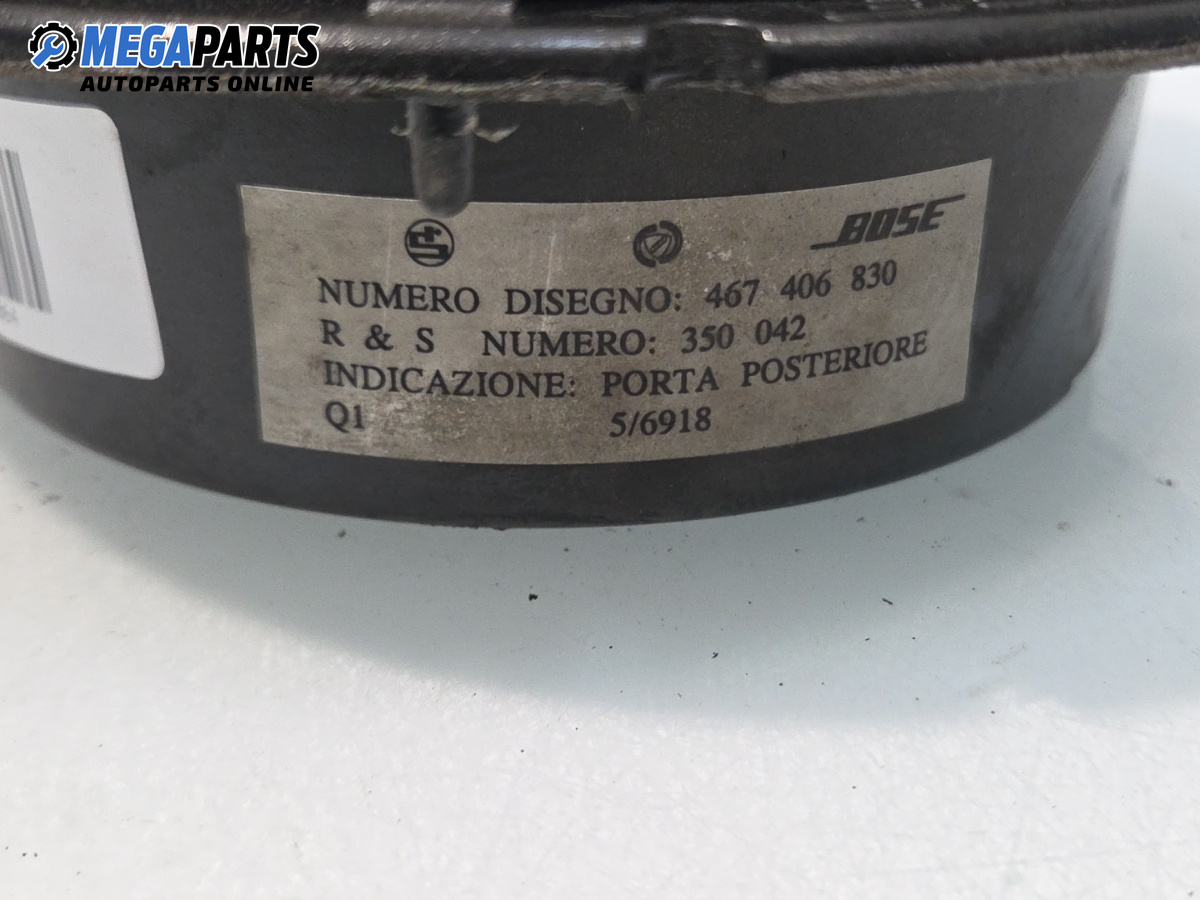 MEGAPARTS
AUTOPARTS ONLINE
BOSE
NUMERO DISEGNO: 467 406 830
R & S NUMERO: 350 042
INDICAZIONE: PORTA POSTERIORE
Q1 5/6918